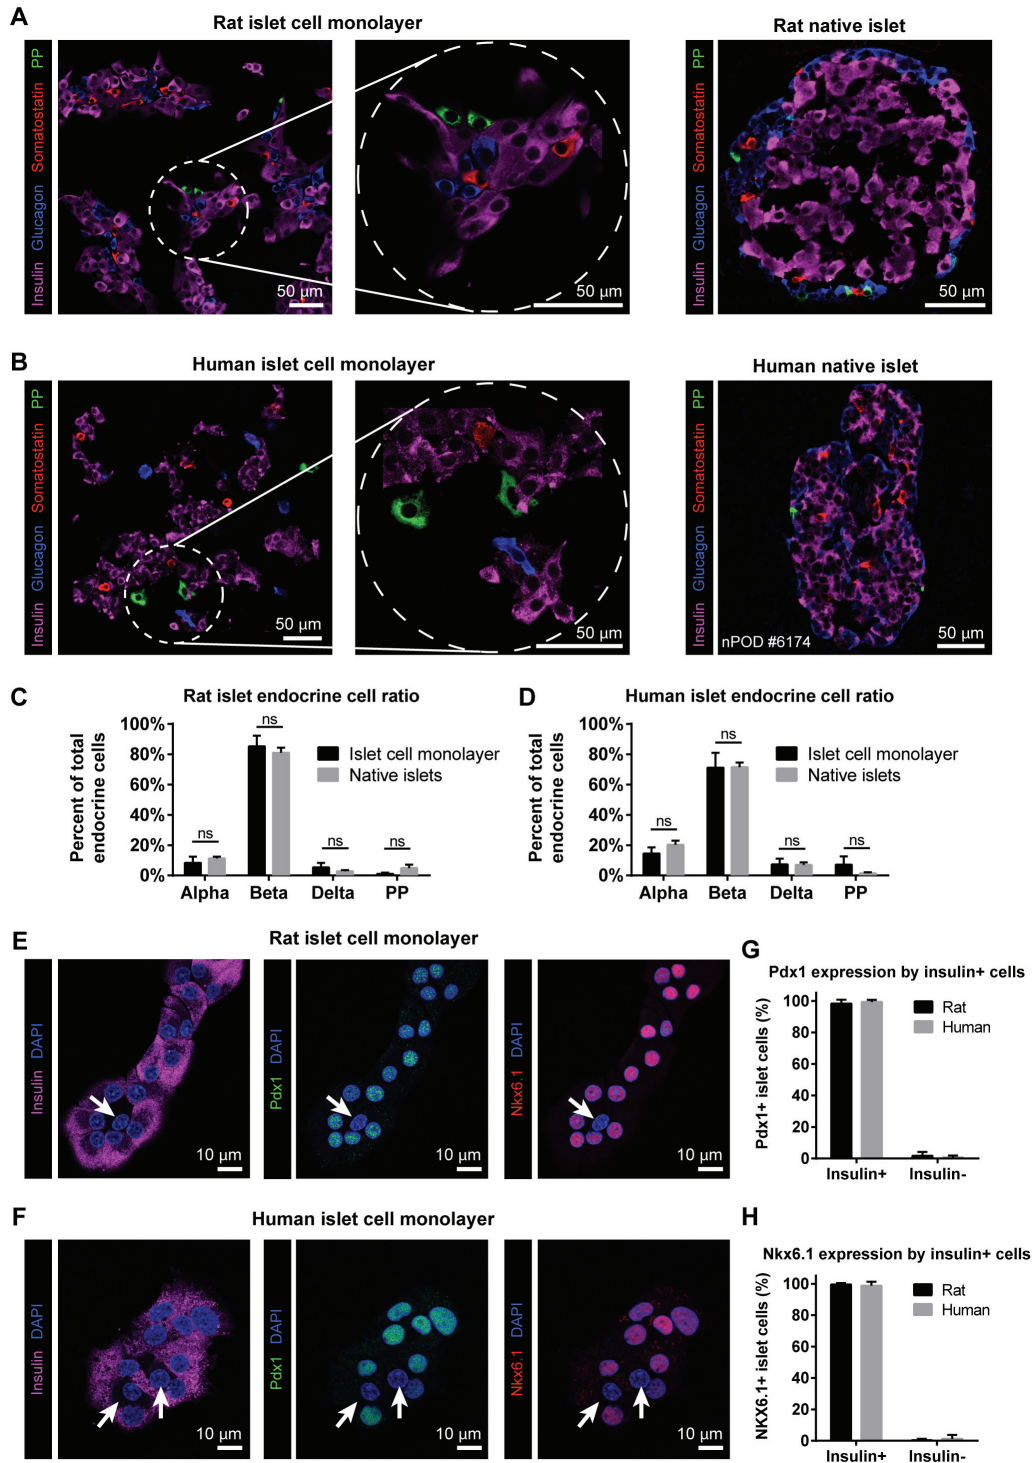 A
Rat islet cell monolayer
Rat native islet
Insulin Glucagon Somatostatin PP
50 µm
50 µm
Insulin Glucagon Somatostatin PP
50 µm
B
Human islet cell monolayer
Human native islet
Insulin Glucagon Somatostatin PP
50 µm
50 µm
Insulin Glucagon Somatostatin PP
nPOD #6174
50 µm
C
Rat islet endocrine cell ratio
Percent of total
endocrine cells
100%
80%
60%
40%
20%
0%
ns
ns
ns
ns
Islet cell monolayer
Native islets
Alpha Beta Delta PP
D
Human islet endocrine cell ratio
Percent of total
endocrine cells
100%
80%
60%
40%
20%
0%
ns
ns
ns
ns
Islet cell monolayer
Native islets
Alpha Beta Delta PP
E
Rat islet cell monolayer
Insulin DAPI
10 µm
Pdx1 DAPI
10 µm
Nkx6.1 DAPI
10 µm
G
Pdx1 expression by insulin+ cells
Pdx1+ islet cells (%)
100
80
60
40
20
0
Rat
Human
Insulin+ Insulin-
F
Human islet cell monolayer
Insulin DAPI
10 µm
Pdx1 DAPI
10 µm
Nkx6.1 DAPI
10 µm
H
Nkx6.1 expression by insulin+ cells
NKX6.1+ islet cells (%)
100
80
60
40
20
0
Rat
Human
Insulin+ Insulin-